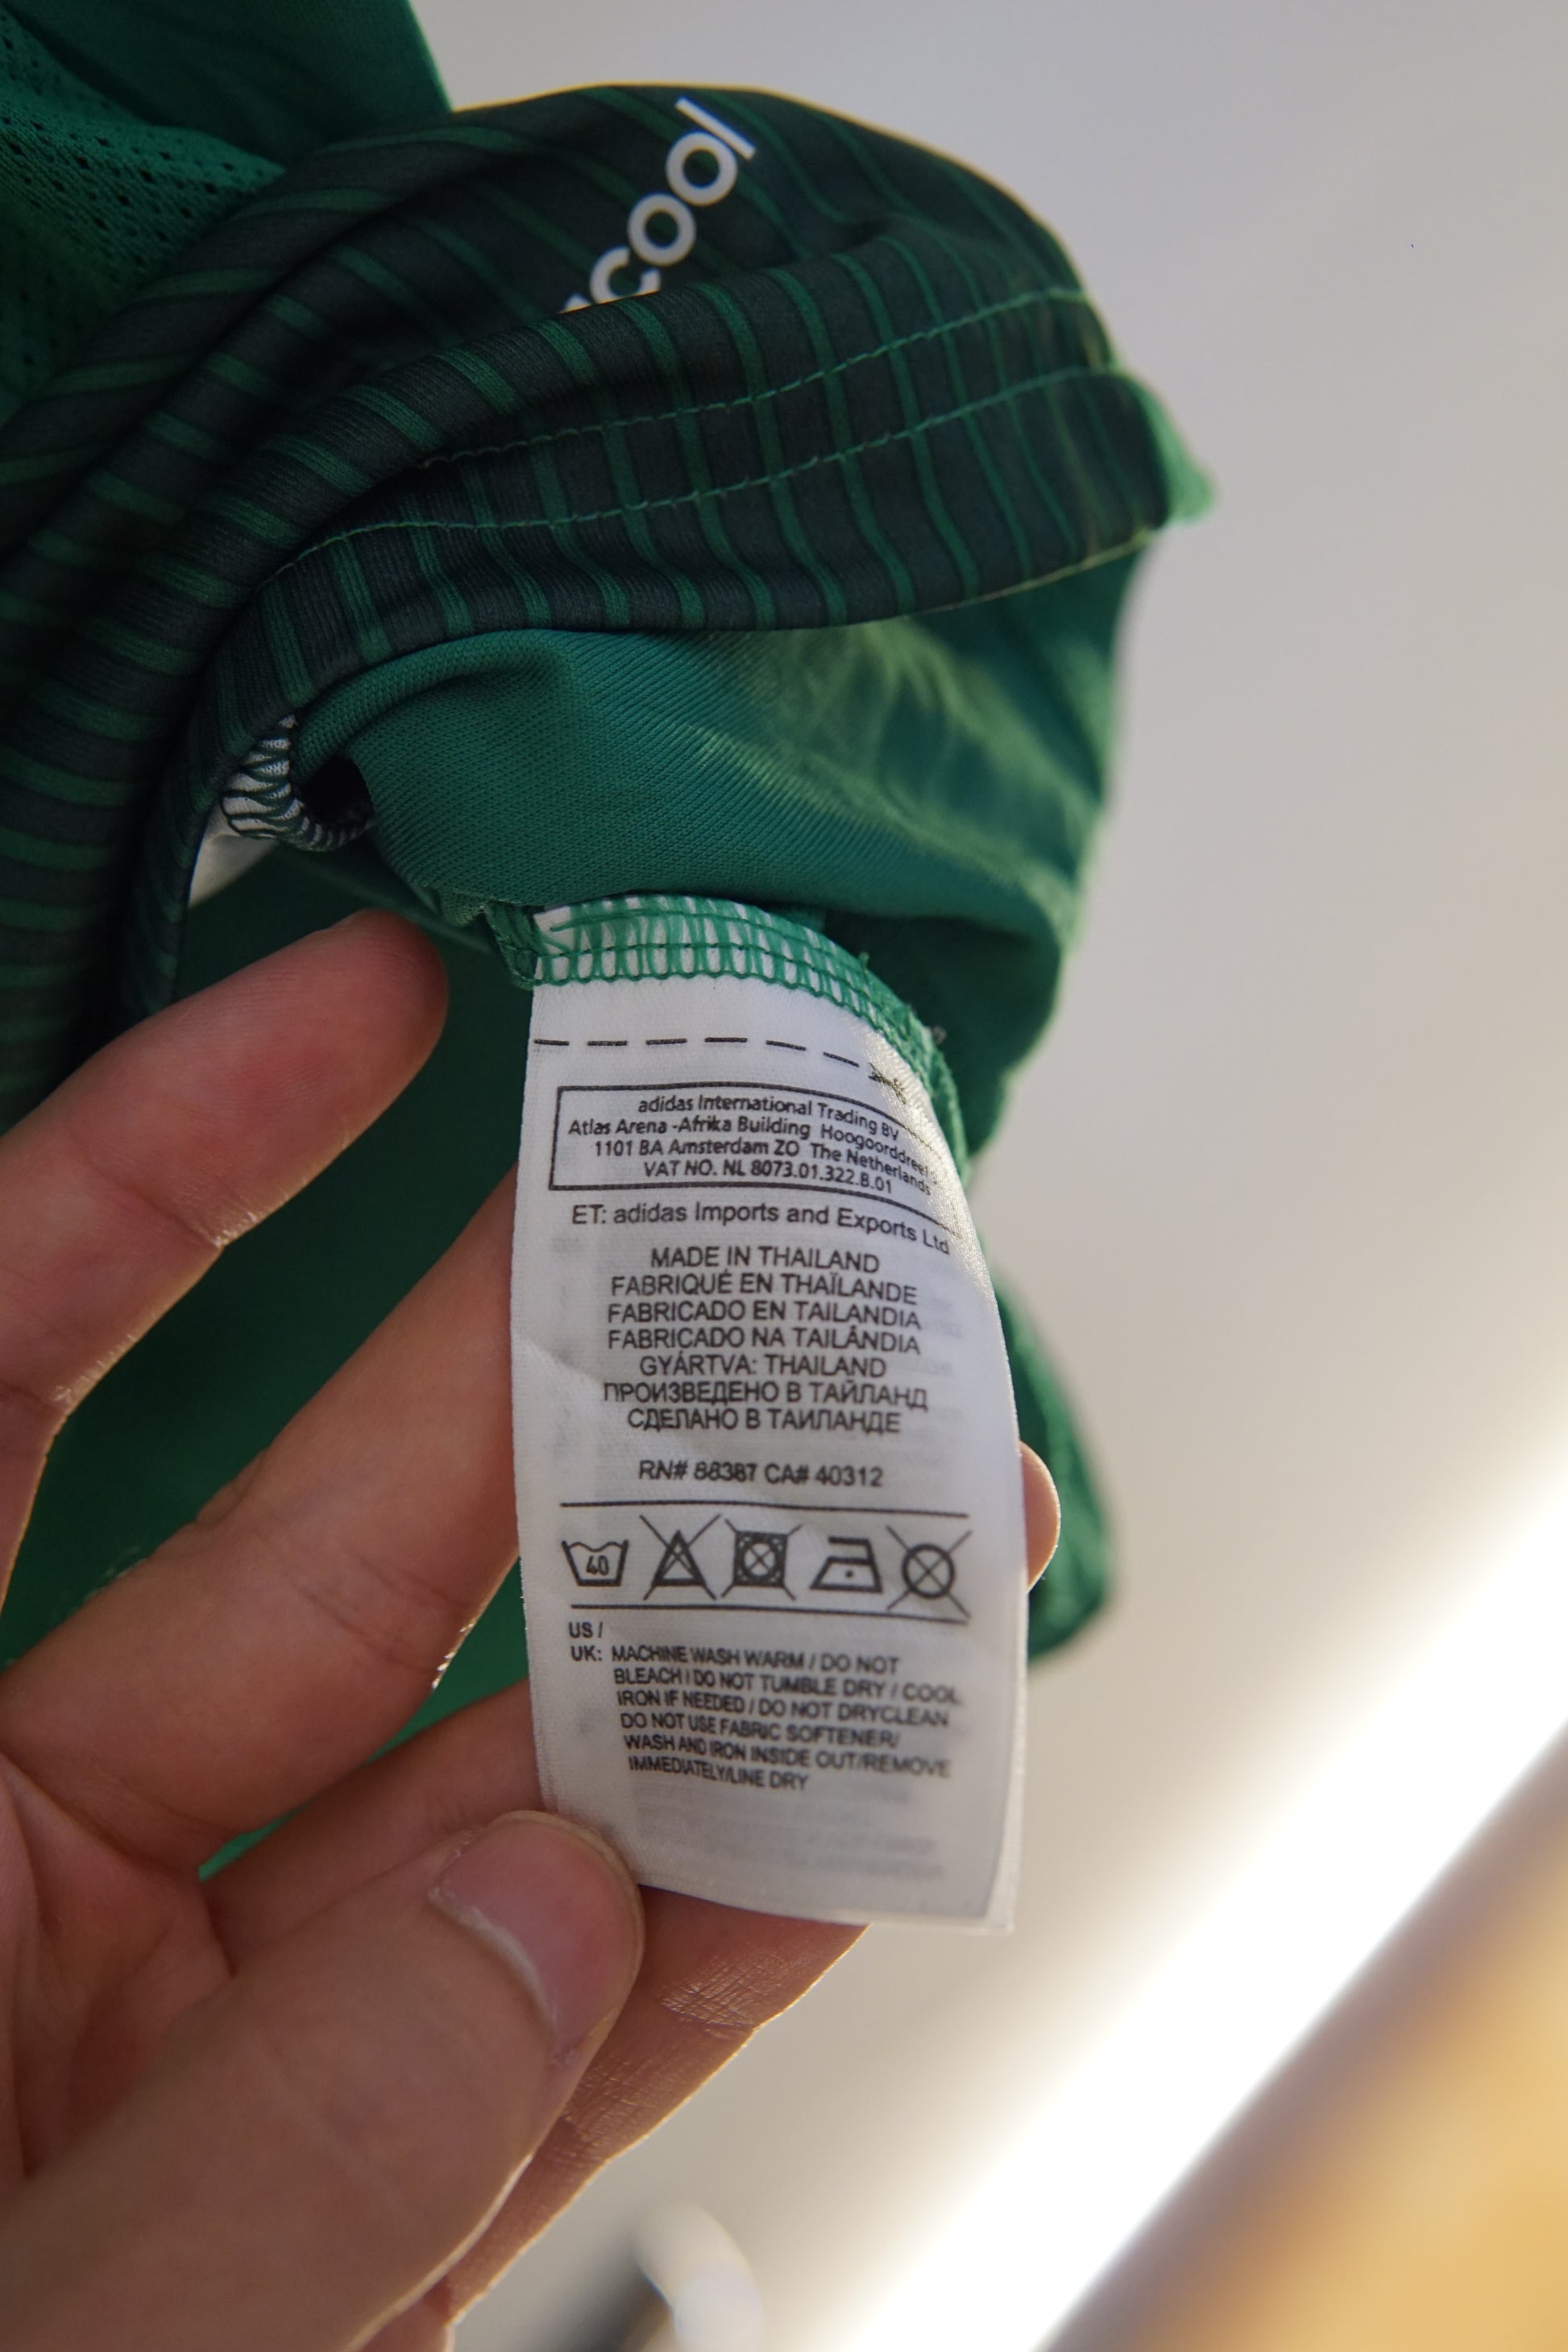 cool
adidas International Trading BV
Atlas Arena -Afrika Building Hoogoorddreef
1101 BA Amsterdam ZO The Netherlands
VAT NO. NL 8073.01.322.B.01
ET: adidas Imports and Exports Ltd
MADE IN THAILAND
FABRIQUÉ EN THAÏLANDE
FABRICADO EN TAILANDIA
FABRICADO NA TAILÂNDIA
GYÁRTVA: THAILAND
ПРОИЗВЕДЕНО В ТАЙЛАНД
СДЕЛАНО В ТАИЛАНДЕ
RN# 88387 CA# 40312
40
US /
UK: MACHINE WASH WARM / DO NOT
BLEACH / DO NOT TUMBLE DRY / COOL
IRON IF NEEDED / DO NOT DRYCLEAN
DO NOT USE FABRIC SOFTENER/
WASH AND IRON INSIDE OUT/REMOVE
IMMEDIATELY/LINE DRY